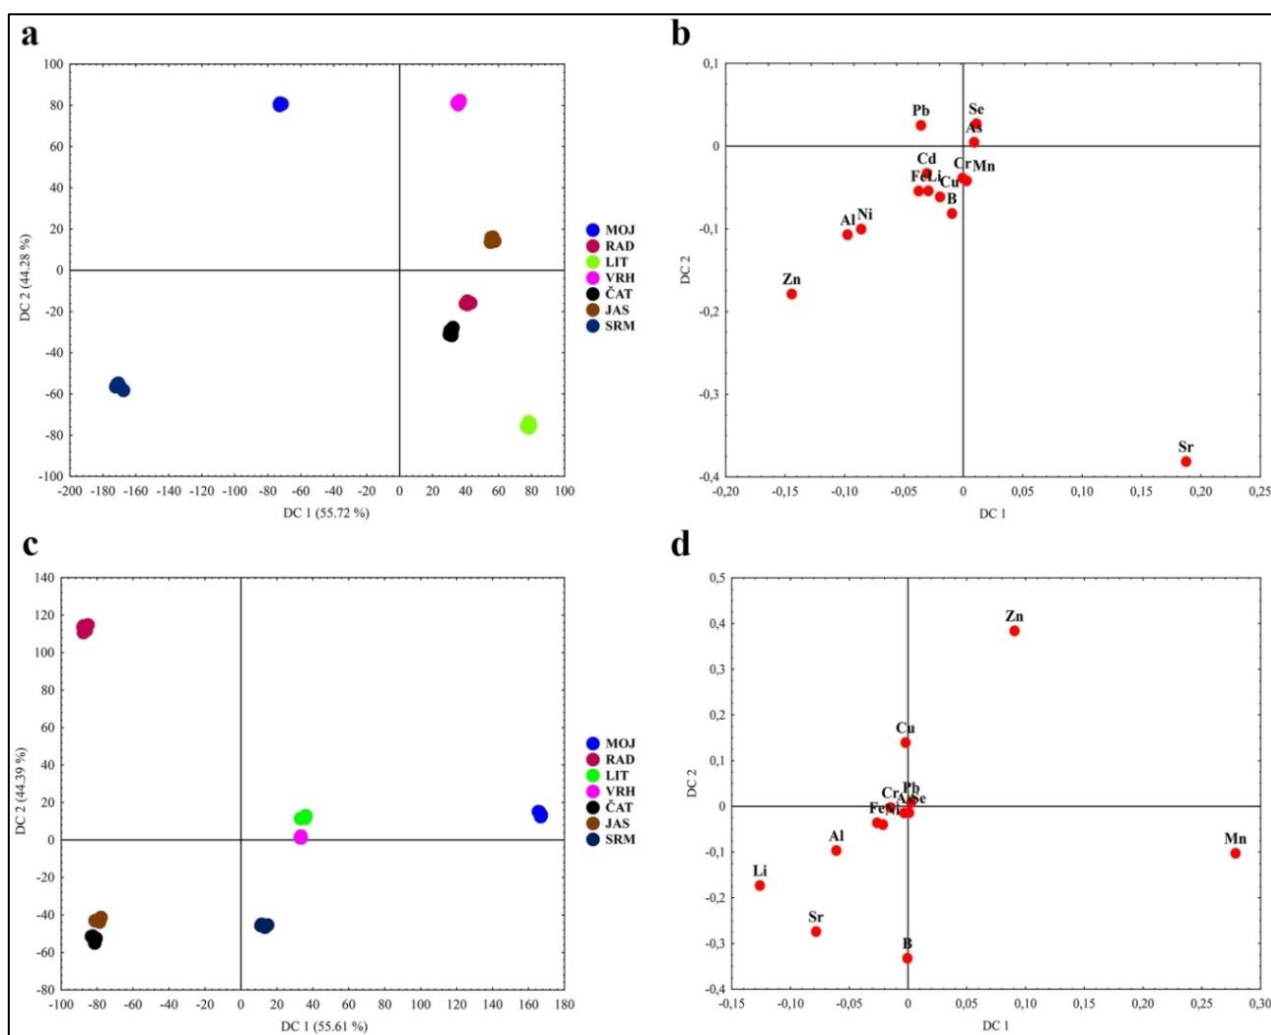 a
100
80
60
40
20
0
-20
-40
-60
-80
-100
DC 2 (44.28 %)
-200 -180 -160 -140 -120 -100 -80 -60 -40 -20 0 20 40 60 80 100
DC 1 (55.72 %)
MOJ
RAD
LIT
VRH
ČAT
JAS
SRM
b
0,1
0
-0,1
-0,2
-0,3
-0,4
DC 2
Pb
Se
As
Cd
Cr
Mn
Fe
Li
Cu
B
Al
Ni
Zn
Sr
-0,20 -0,15 -0,10 -0,05 0 0,05 0,10 0,15 0,20 0,25
DC 1
c
140
120
100
80
60
40
20
0
-20
-40
-60
-80
DC 2 (44.39 %)
-100 -80 -60 -40 -20 0 20 40 60 80 100 120 140 160 180
DC 1 (55.61 %)
MOJ
RAD
LIT
VRH
ČAT
JAS
SRM
d
0,5
0,4
0,3
0,2
0,1
0
-0,1
-0,2
-0,3
-0,4
DC 2
Zn
Cu
Pb
Cr
As
Se
Fe
Ni
Al
Mn
Li
Sr
B
-0,15 -0,10 -0,05 0 0,05 0,10 0,15 0,20 0,25 0,30
DC 1